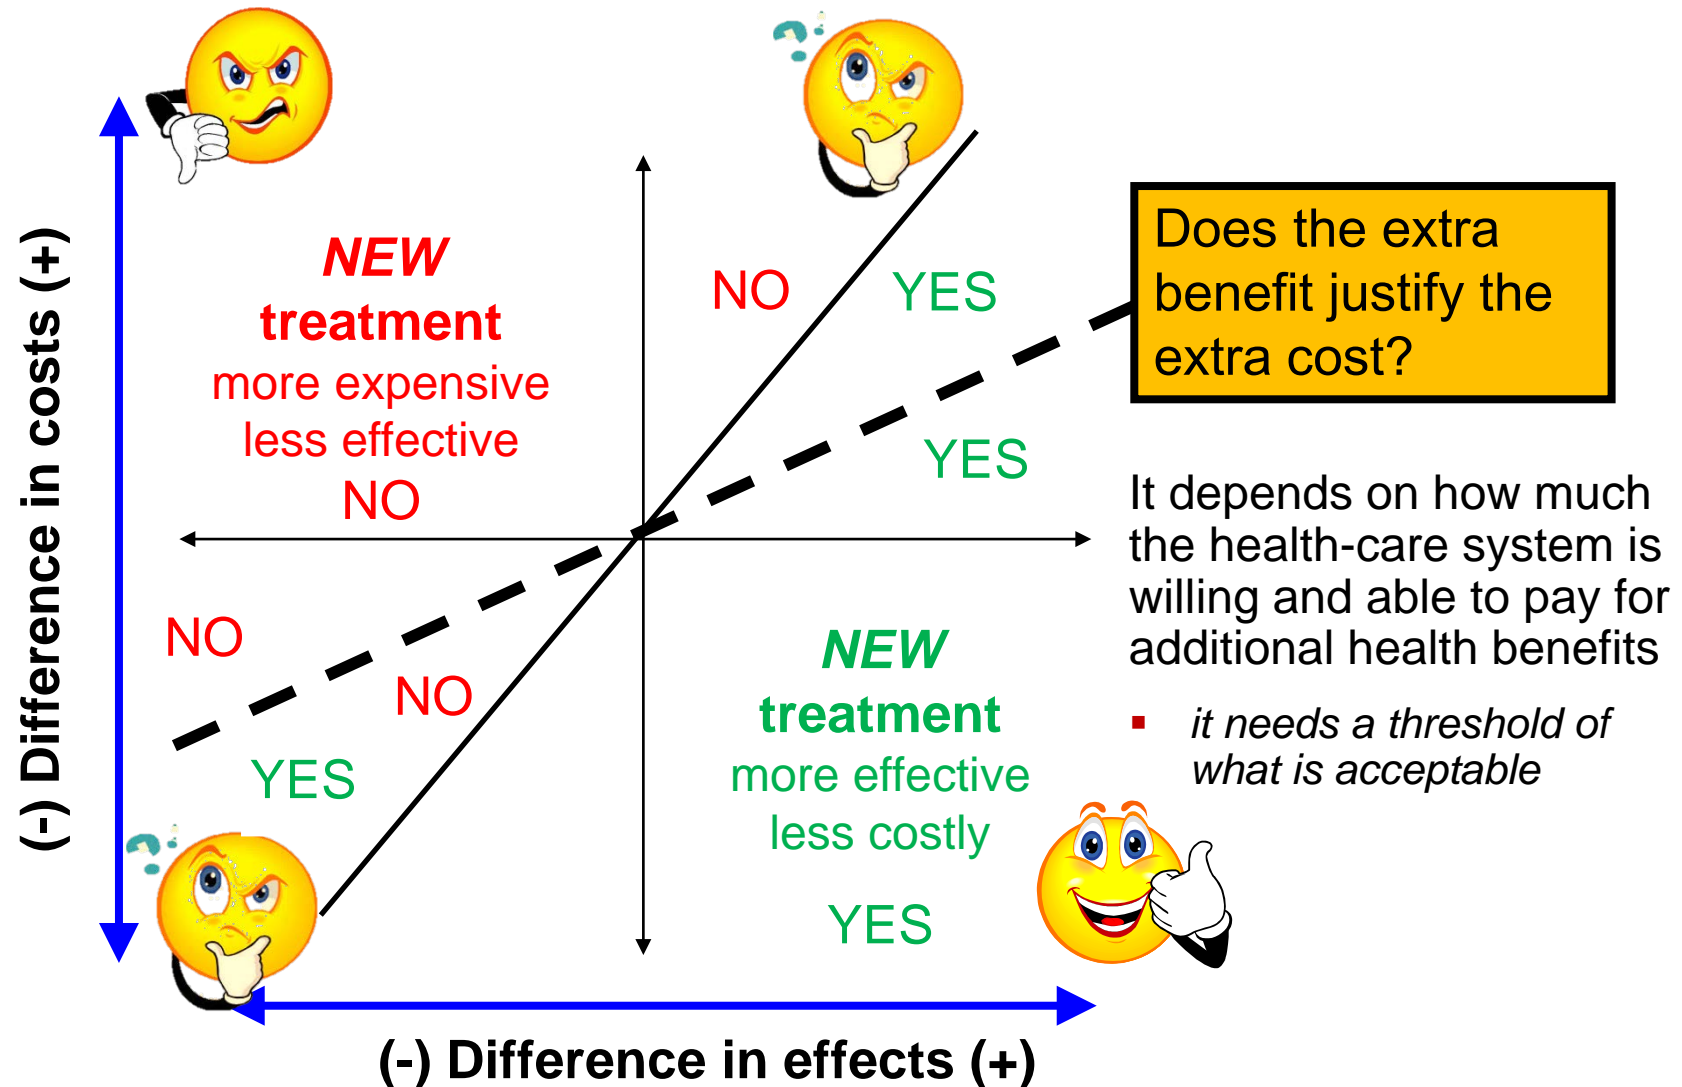 (-) Difference in costs (+)
NEW
treatment
more expensive
less effective
NO
NO
YES
YES
Does the extra
benefit justify the
extra cost?
It depends on how much
the health-care system is
willing and able to pay for
additional health benefits
▪ it needs a threshold of
what is acceptable
NO
NO
YES
NEW
treatment
more effective
less costly
YES
(-) Difference in effects (+)